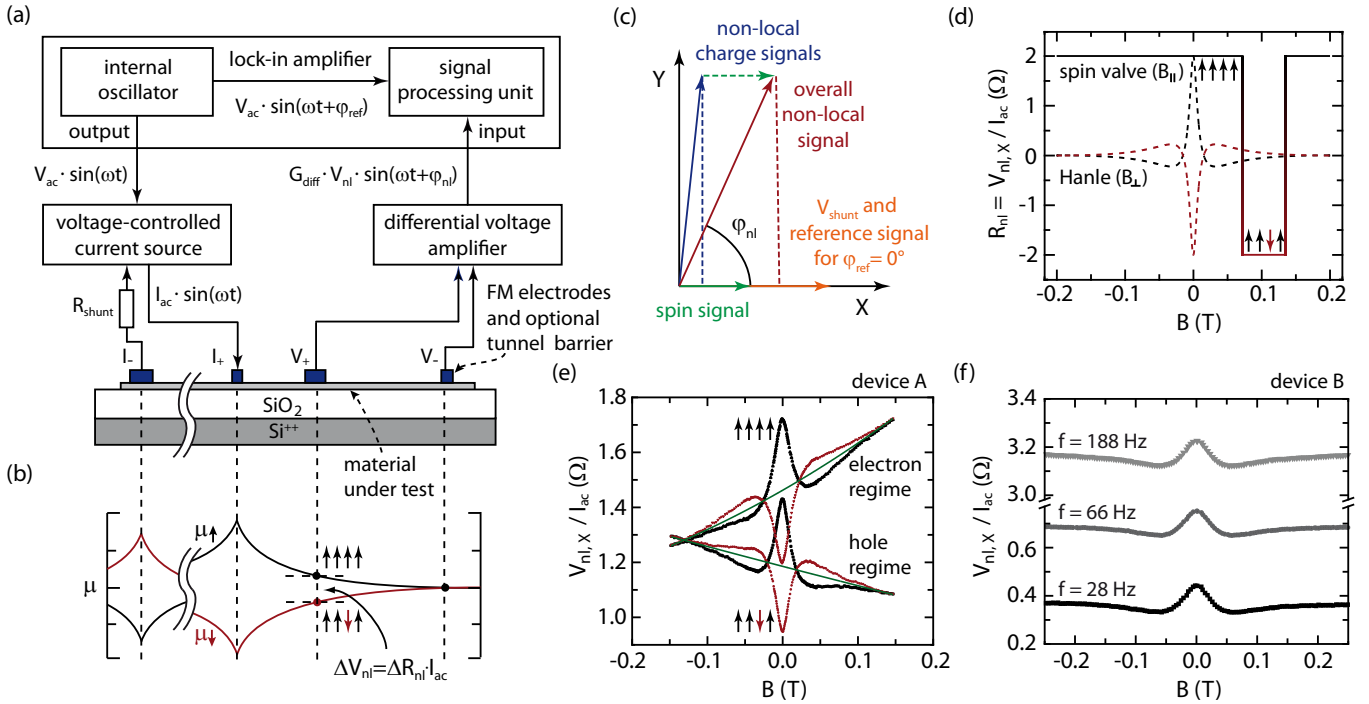 (a)
internal
oscillator
lock-in amplifier
V_ac · sin(ωt+φ_ref)
signal
processing unit
output
input
V_ac · sin(ωt)
G_diff · V_nl · sin(ωt+φ_nl)
voltage-controlled
current source
differential voltage
amplifier
R_shunt
I_ac · sin(ωt)
FM electrodes
and optional
tunnel barrier
I_-
I_+
V_+
V_-
SiO₂
Si⁺⁺
material
under test
(b)
μ
μ↑
μ↓
↑↑↑↑
↑↑↓↑
ΔV_nl=ΔR_nl·I_ac
(c)
non-local
charge signals
Y
overall
non-local
signal
φ_nl
V_shunt and
reference signal
for φ_ref = 0°
spin signal
X
(d)
R_nl = V_nl, X / I_ac (Ω)
2
1
0
-1
-2
spin valve (B_||)
↑↑↑↑
Hanle (B_⊥)
↑↑↓↑
-0.2 -0.1 0 0.1 0.2
B (T)
(e)
device A
V_nl, X / I_ac (Ω)
1.8
1.6
1.4
1.2
1.0
↑↑↑↑
electron
regime
hole
regime
↑↑↓↑
-0.2 -0.1 0.0 0.1 0.2
B (T)
(f)
device B
V_nl, X / I_ac (Ω)
3.4
3.2
3.0
0.8
0.6
0.4
0.2
f = 188 Hz
f = 66 Hz
f = 28 Hz
-0.2 -0.1 0.0 0.1 0.2
B (T)